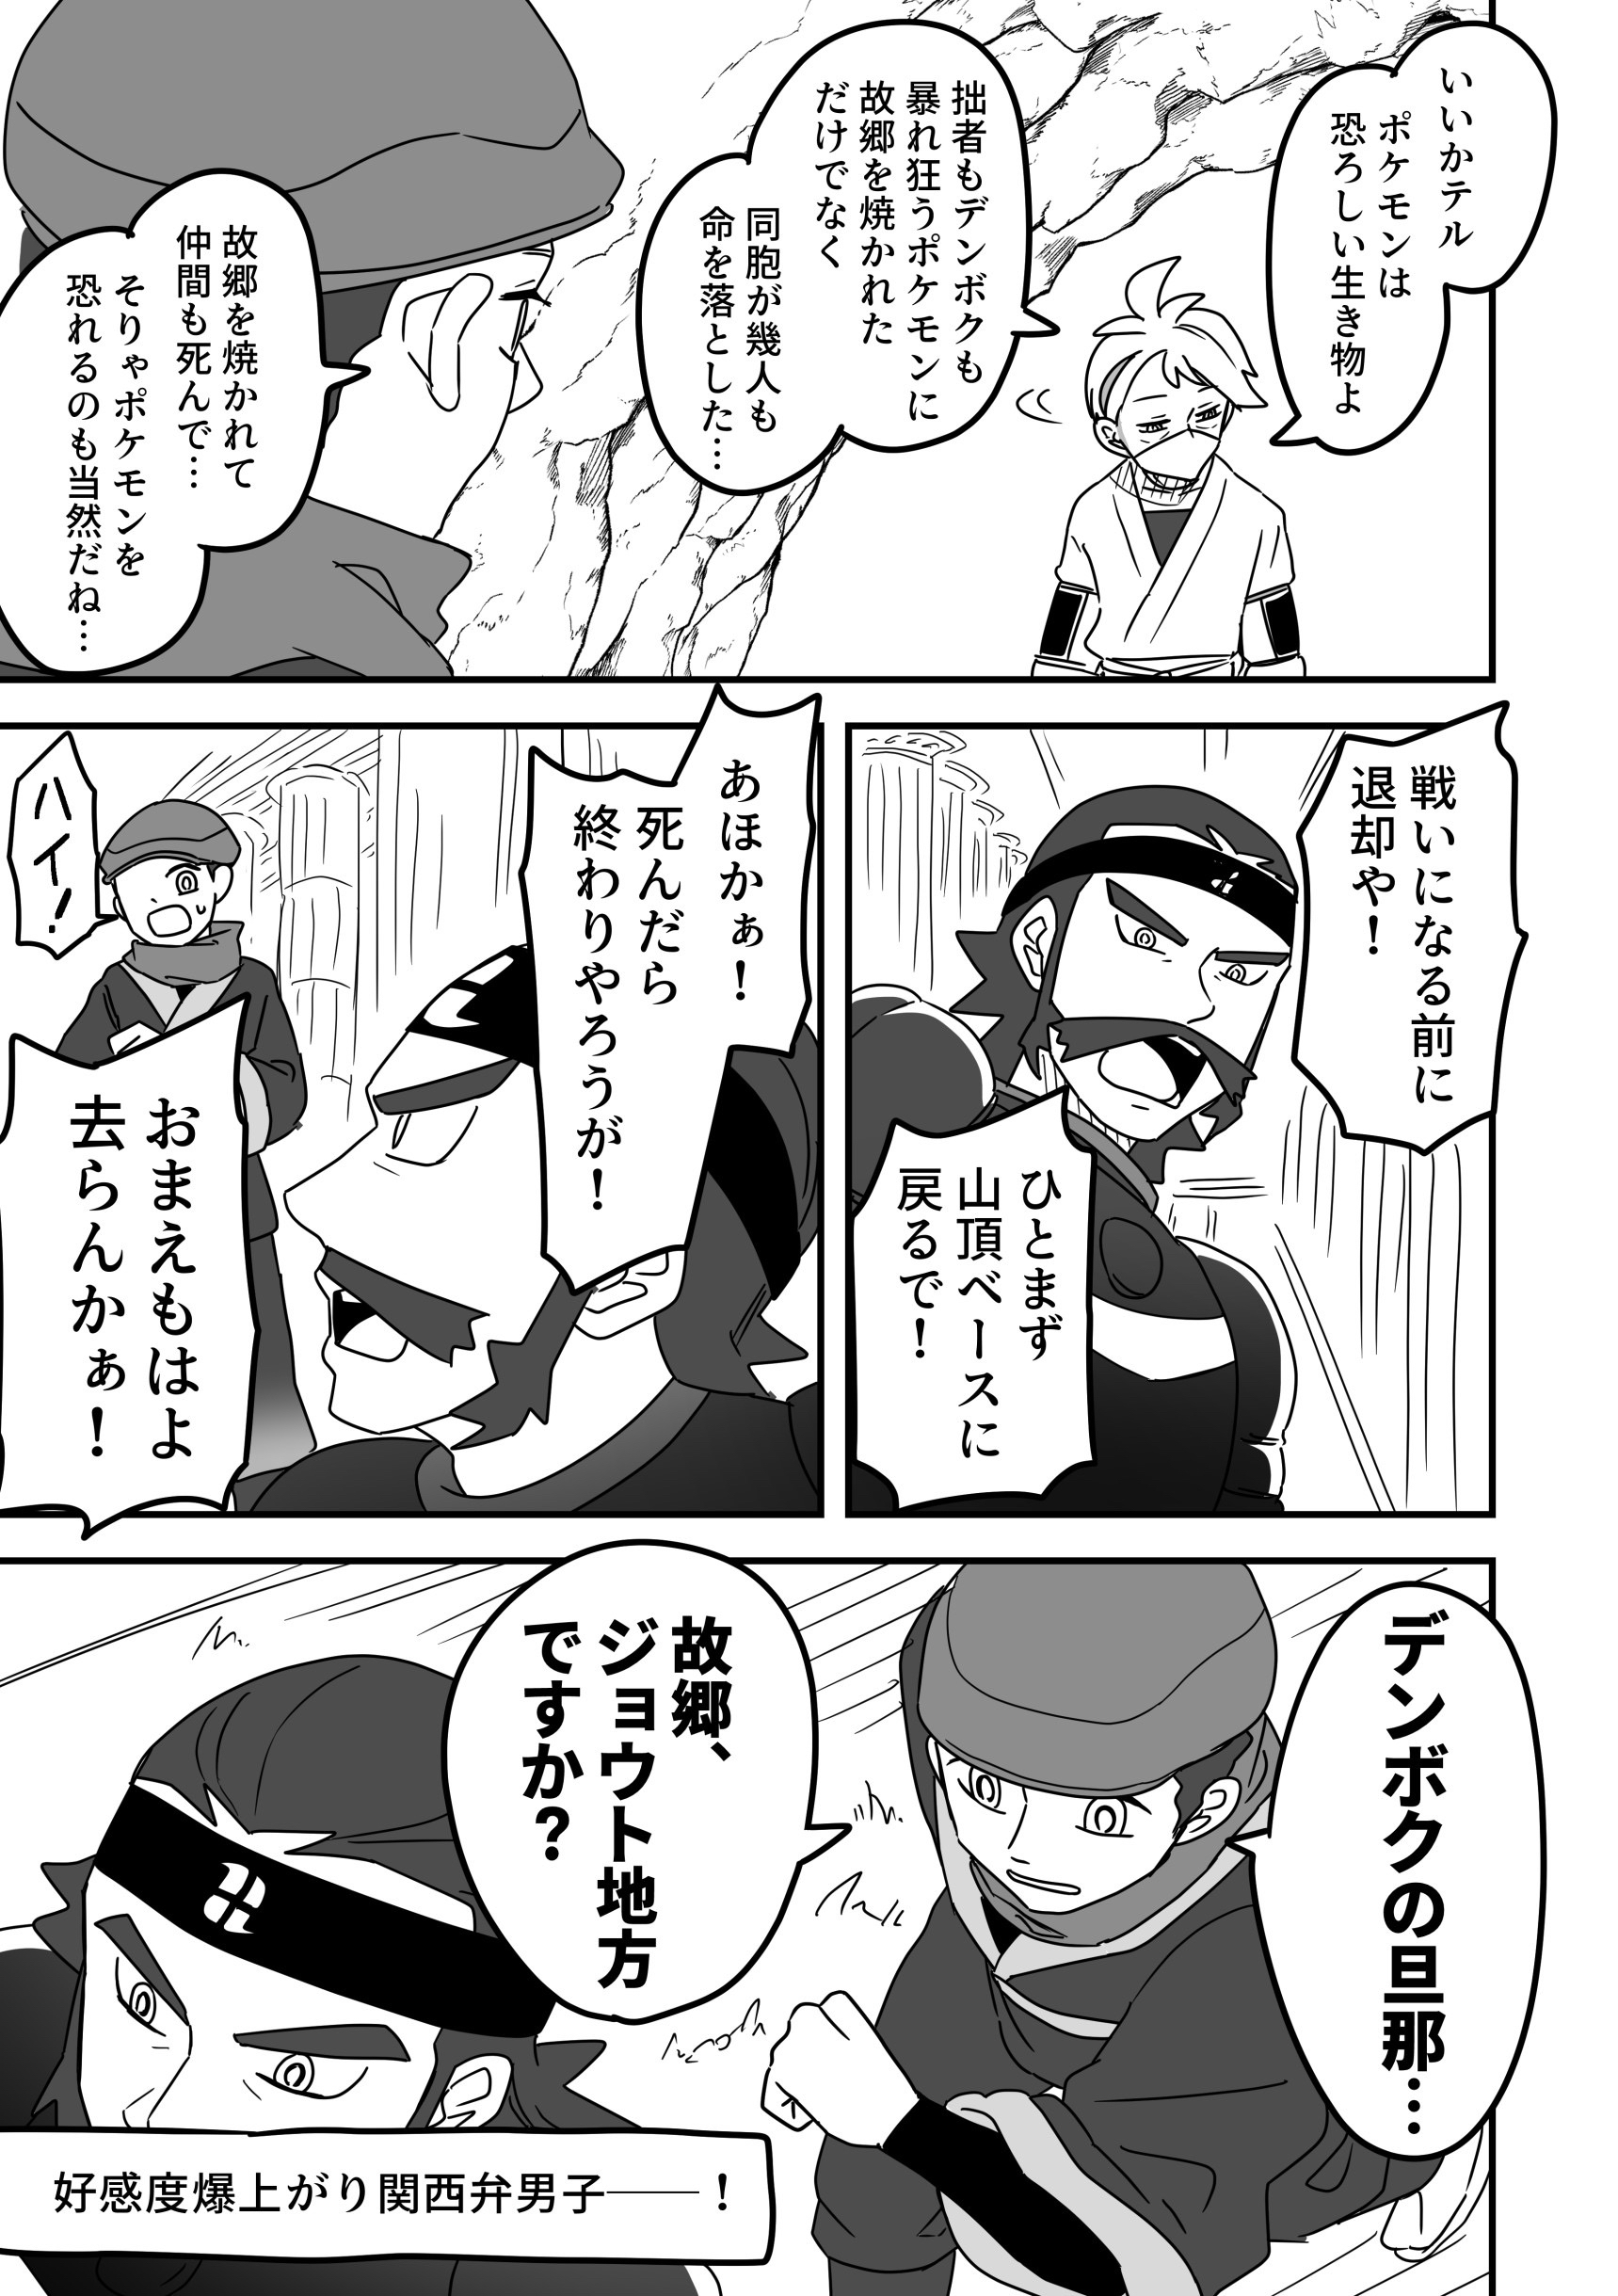 いいかテル
ポケモンは
恐ろしい生き物よ
拙者もデンボクも
暴れ狂うポケモンに
故郷を焼かれた
だけでなく
同胞が幾人も
命を落とした…
故郷を焼かれて
仲間も死んで…
そりゃポケモンを
恐れるのも当然だね…
戦いになる前に
退却や！
ひとまず
山頂ベースに
戻るで！
あほかぁ！
死んだら
終わりやろうが！
ハイ！
おまえもはよ
去らんかぁ！
デンボクの旦那…
故郷、
ジョウト地方
ですか？
好感度爆上がり関西弁男子──！